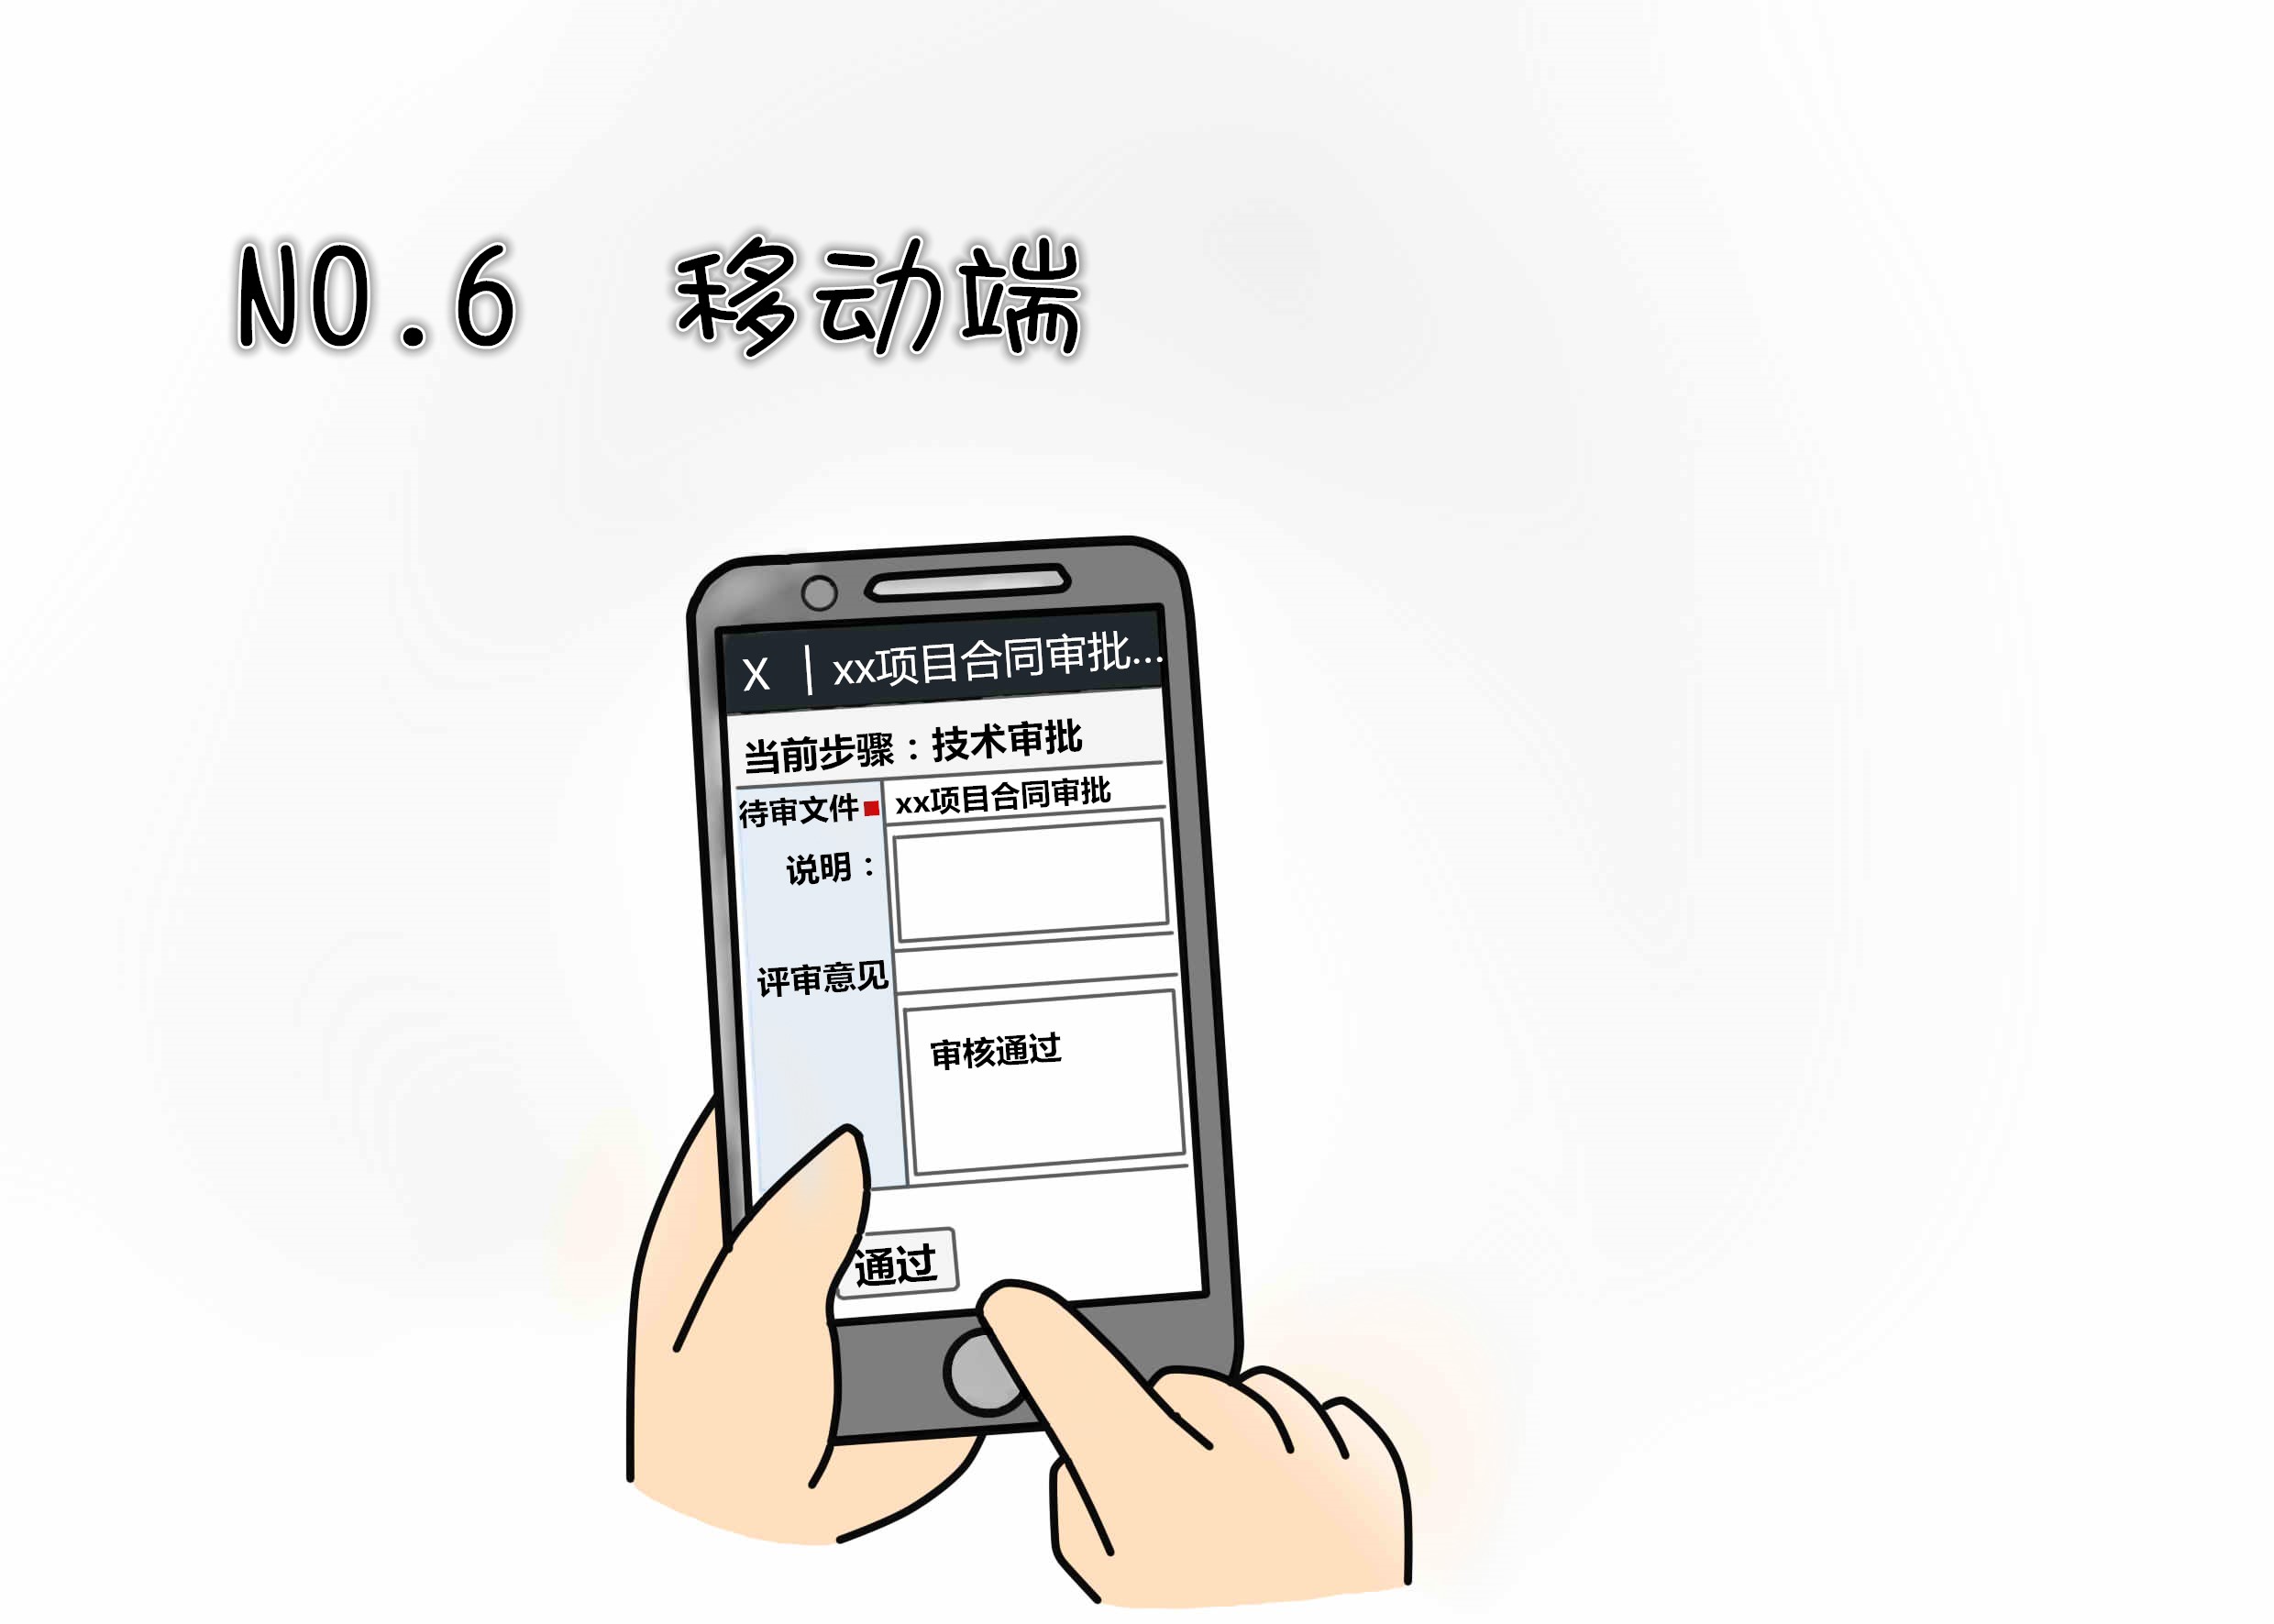 NO.6 移动端
X | xx项目合同审批...
当前步骤：技术审批
待审文件 xx项目合同审批
说明：
评审意见
审核通过
通过